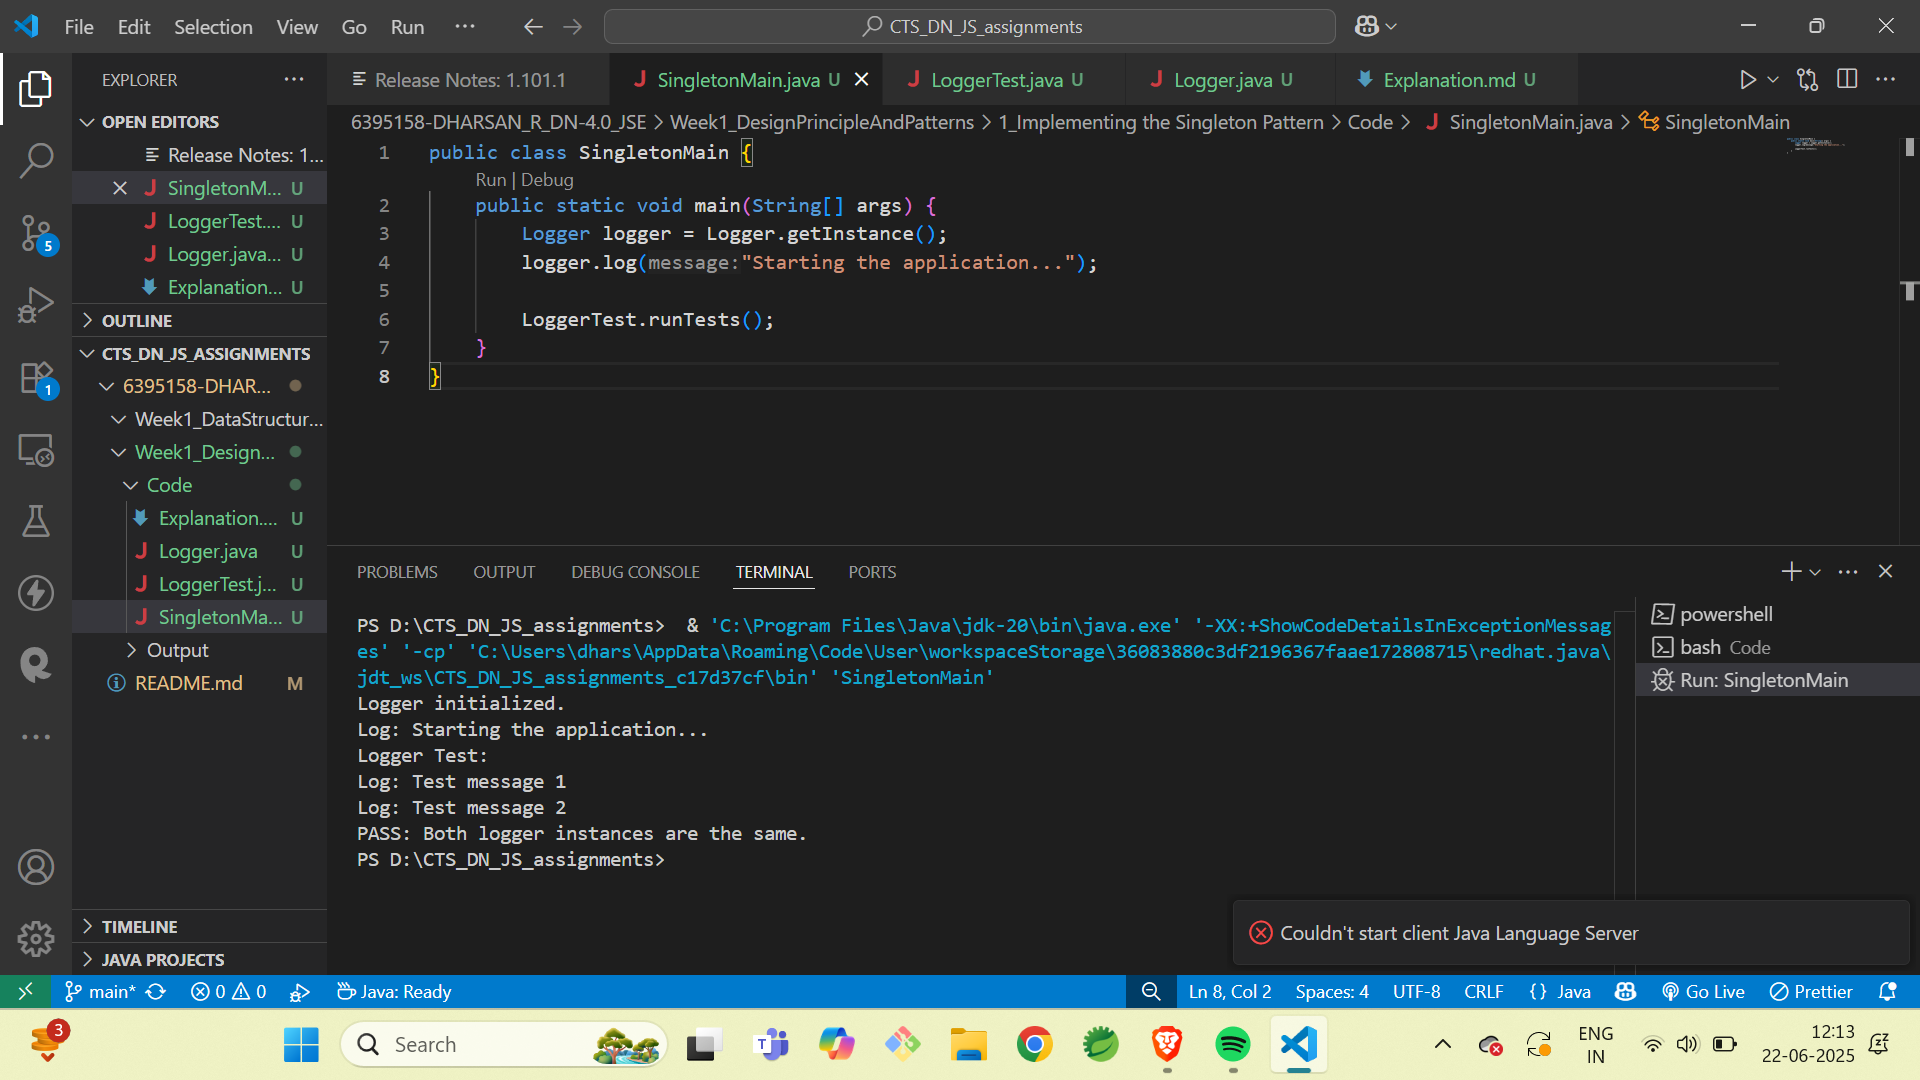 File Edit Selection View Go Run ···
CTS_DN_JS_assignments
EXPLORER
Release Notes: 1.101.1
SingletonMain.java U
LoggerTest.java U
Logger.java U
Explanation.md U
6395158-DHARSAN_R_DN-4.0_JSE > Week1_DesignPrincipleAndPatterns > 1_Implementing the Singleton Pattern > Code > SingletonMain.java > SingletonMain
OPEN EDITORS
Release Notes: 1...
SingletonM... U
LoggerTest.... U
Logger.java... U
Explanation... U
OUTLINE
CTS_DN_JS_ASSIGNMENTS
6395158-DHAR...
Week1_DataStructur...
Week1_Design...
Code
Explanation.... U
Logger.java U
LoggerTest.j... U
SingletonMa... U
Output
README.md M
TIMELINE
JAVA PROJECTS
5
1
1 public class SingletonMain {
Run | Debug
2 public static void main(String[] args) {
3 Logger logger = Logger.getInstance();
4 logger.log(message:"Starting the application...");
5
6 LoggerTest.runTests();
7 }
8 }
PROBLEMS OUTPUT DEBUG CONSOLE TERMINAL PORTS
PS D:\CTS_DN_JS_assignments>  & 'C:\Program Files\Java\jdk-20\bin\java.exe' '-XX:+ShowCodeDetailsInExceptionMessag
es' '-cp' 'C:\Users\dhars\AppData\Roaming\Code\User\workspaceStorage\36083880c3df2196367faae172808715\redhat.java\
jdt_ws\CTS_DN_JS_assignments_c17d37cf\bin' 'SingletonMain'
Logger initialized.
Log: Starting the application...
Logger Test:
Log: Test message 1
Log: Test message 2
PASS: Both logger instances are the same.
PS D:\CTS_DN_JS_assignments>
powershell
bash Code
Run: SingletonMain
Couldn't start client Java Language Server
main* 0 0 Java: Ready
Ln 8, Col 2 Spaces: 4 UTF-8 CRLF {} Java Go Live Prettier
3
Search
ENG
IN
12:13
22-06-2025